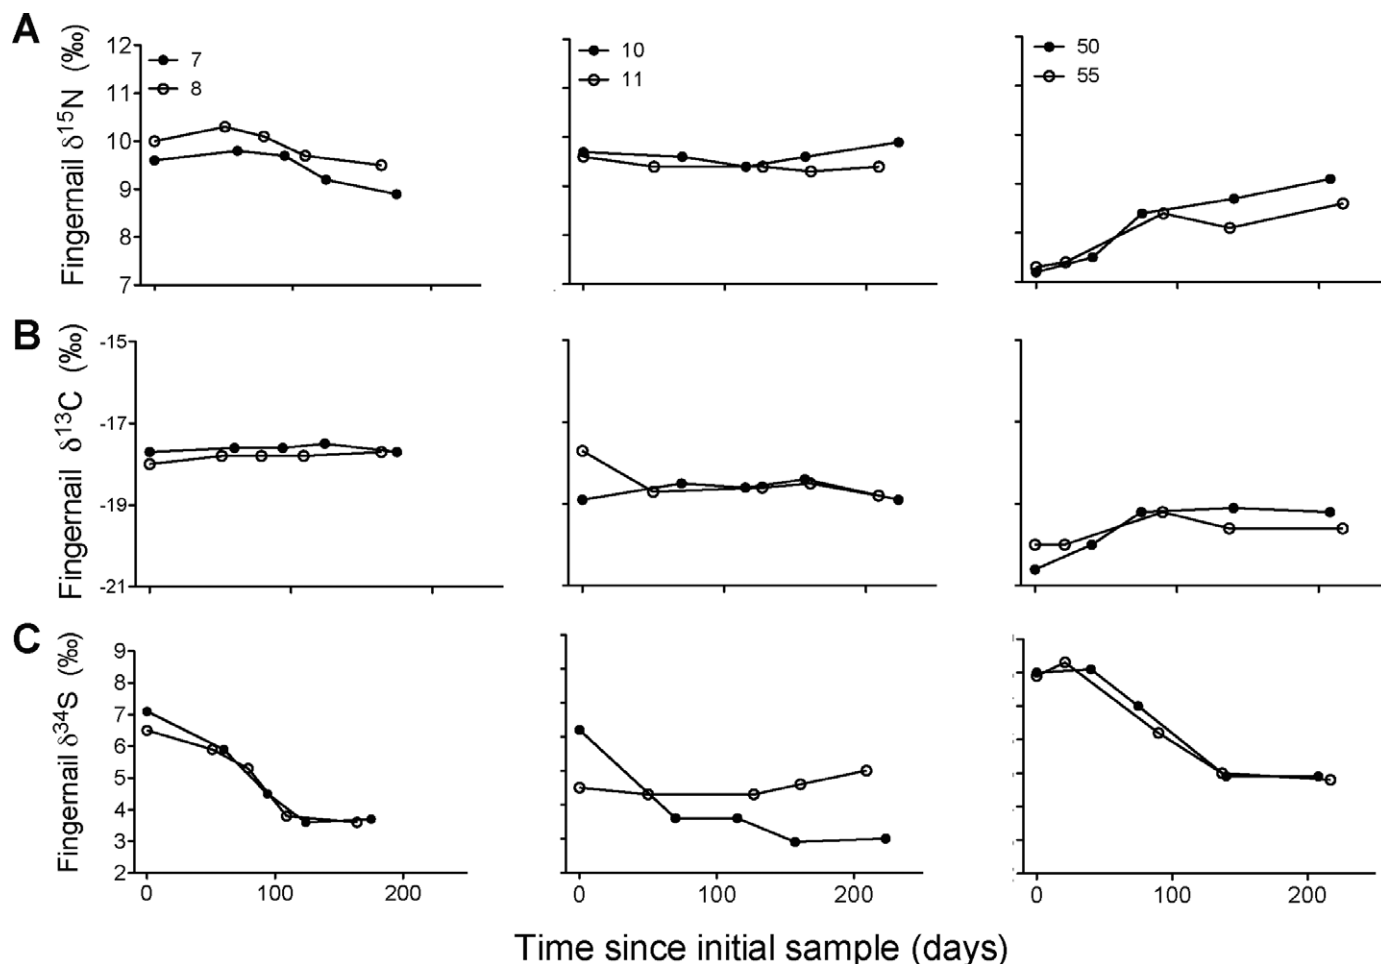 A
Fingernail δ15N (‰)
12
11
10
9
8
7
7
8
10
11
50
55
B
Fingernail δ13C (‰)
-15
-17
-19
-21
C
Fingernail δ34S (‰)
9
8
7
6
5
4
3
2
0 100 200
0 100 200
0 100 200
Time since initial sample (days)